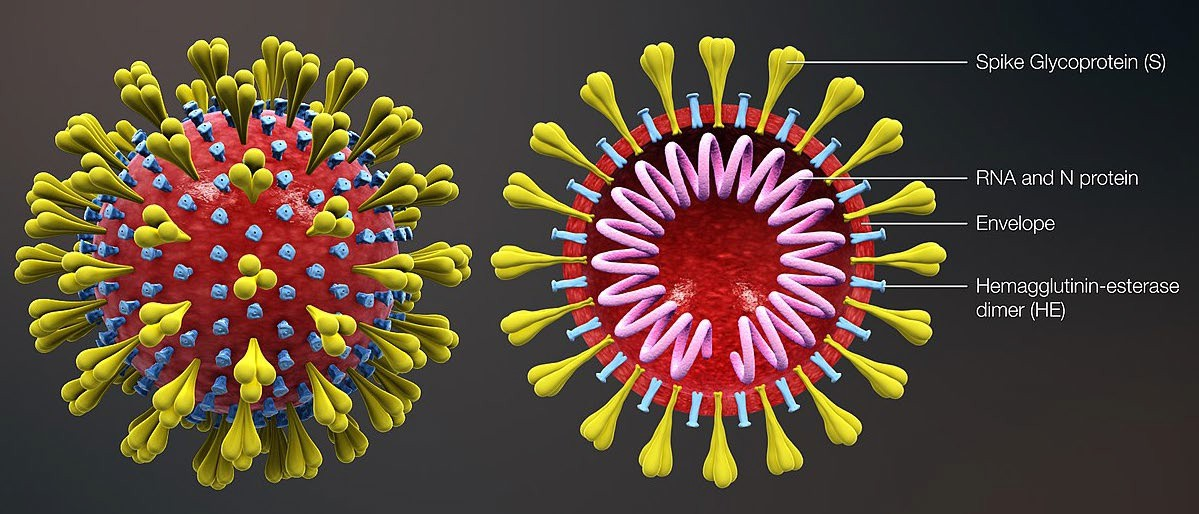 Spike Glycoprotein (S)
RNA and N protein
Envelope
Hemagglutinin-esterase
dimer (HE)